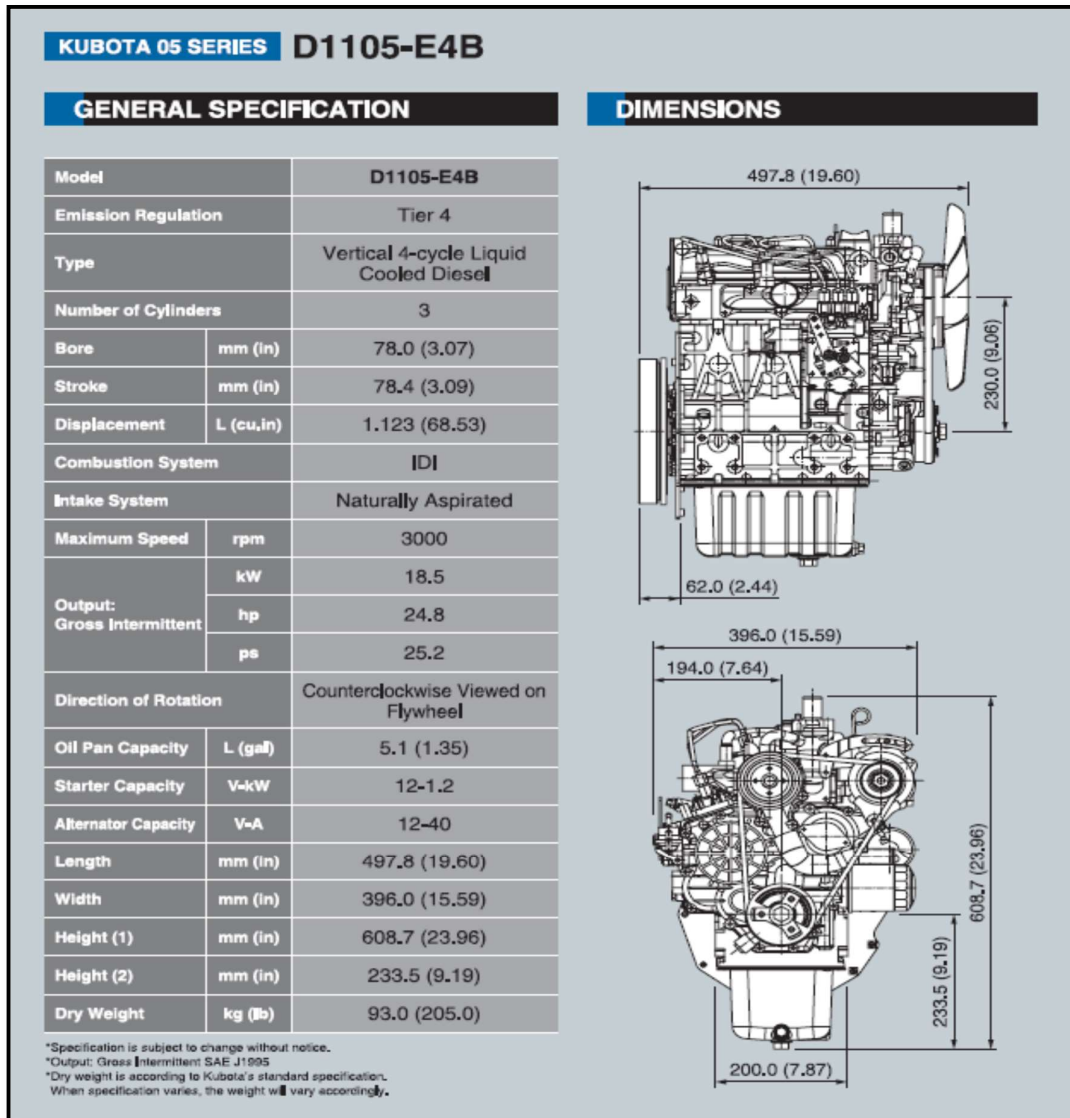 KUBOTA 05 SERIES D1105-E4B
GENERAL SPECIFICATION
Model D1105-E4B
Emission Regulation Tier 4
Type Vertical 4-cycle Liquid
Cooled Diesel
Number of Cylinders 3
Bore mm (in) 78.0 (3.07)
Stroke mm (in) 78.4 (3.09)
Displacement L (cu.in) 1.123 (68.53)
Combustion System IDI
Intake System Naturally Aspirated
Maximum Speed rpm 3000
Output:
Gross Intermittent
kW 18.5
hp 24.8
ps 25.2
Direction of Rotation Counterclockwise Viewed on
Flywheel
Oil Pan Capacity L (gal) 5.1 (1.35)
Starter Capacity V-kW 12-1.2
Alternator Capacity V-A 12-40
Length mm (in) 497.8 (19.60)
Width mm (in) 396.0 (15.59)
Height (1) mm (in) 608.7 (23.96)
Height (2) mm (in) 233.5 (9.19)
Dry Weight kg (lb) 93.0 (205.0)
*Specification is subject to change without notice.
*Output: Gross Intermittent SAE J1995
*Dry weight is according to Kubota's standard specification.
When specification varies, the weight will vary accordingly.
DIMENSIONS
497.8 (19.60)
230.0 (9.06)
62.0 (2.44)
396.0 (15.59)
194.0 (7.64)
608.7 (23.96)
233.5 (9.19)
200.0 (7.87)